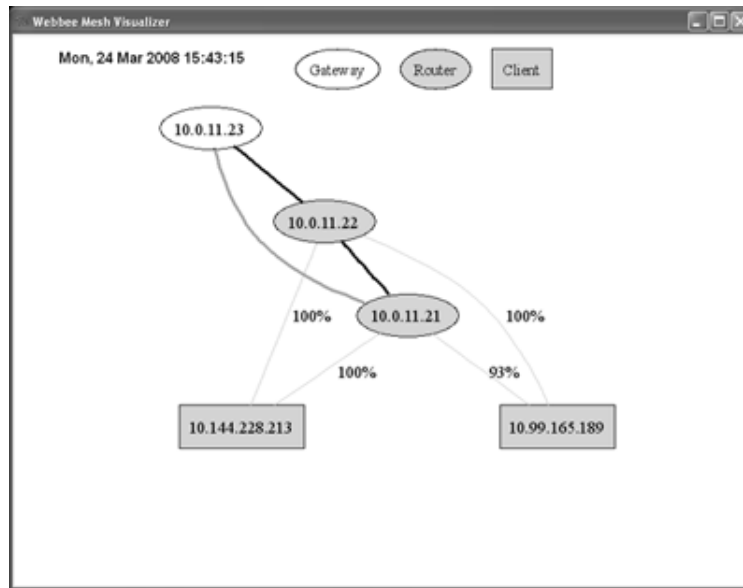 Webbee Mesh Visualizer
Mon, 24 Mar 2008 15:43:15
Gateway
Router
Client
10.0.11.23
10.0.11.22
10.0.11.21
100%
100%
100%
93%
10.144.228.213
10.99.165.189